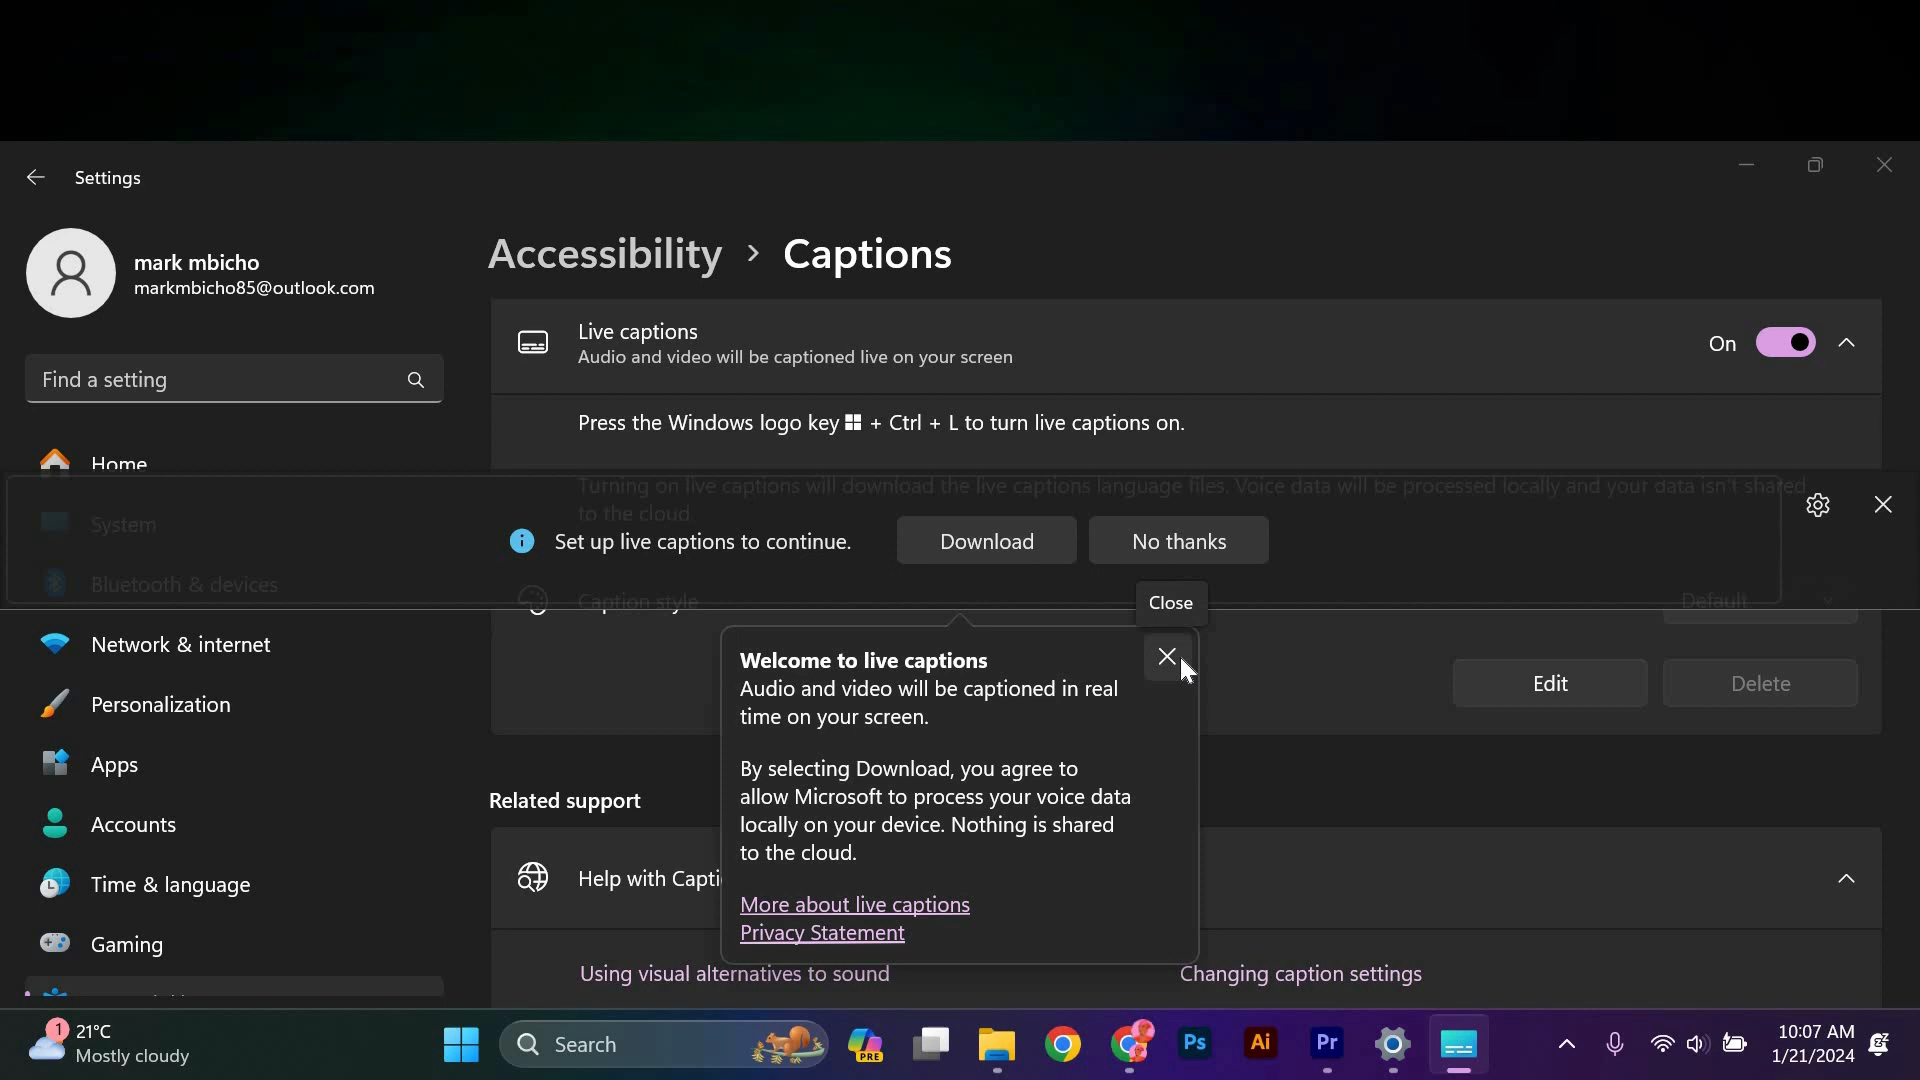 Settings
mark mbicho
markmbicho85@outlook.com
Find a setting
Home
System
Bluetooth & devices
Network & internet
Personalization
Apps
Accounts
Time & language
Gaming
Accessibility > Captions
Live captions
Audio and video will be captioned live on your screen
On
Press the Windows logo key + Ctrl + L to turn live captions on.
Turning on live captions will download the live captions language files. Voice data will be processed locally and your data isn't shared
to the cloud.
Set up live captions to continue.
Download
No thanks
Caption style
Default
Close
Welcome to live captions
Audio and video will be captioned in real
time on your screen.
By selecting Download, you agree to
allow Microsoft to process your voice data
locally on your device. Nothing is shared
to the cloud.
More about live captions
Privacy Statement
Edit
Delete
Related support
Help with Capti
Using visual alternatives to sound
Changing caption settings
1
21°C
Mostly cloudy
Search
PRE
Ps
Ai
Pr
10:07 AM
1/21/2024